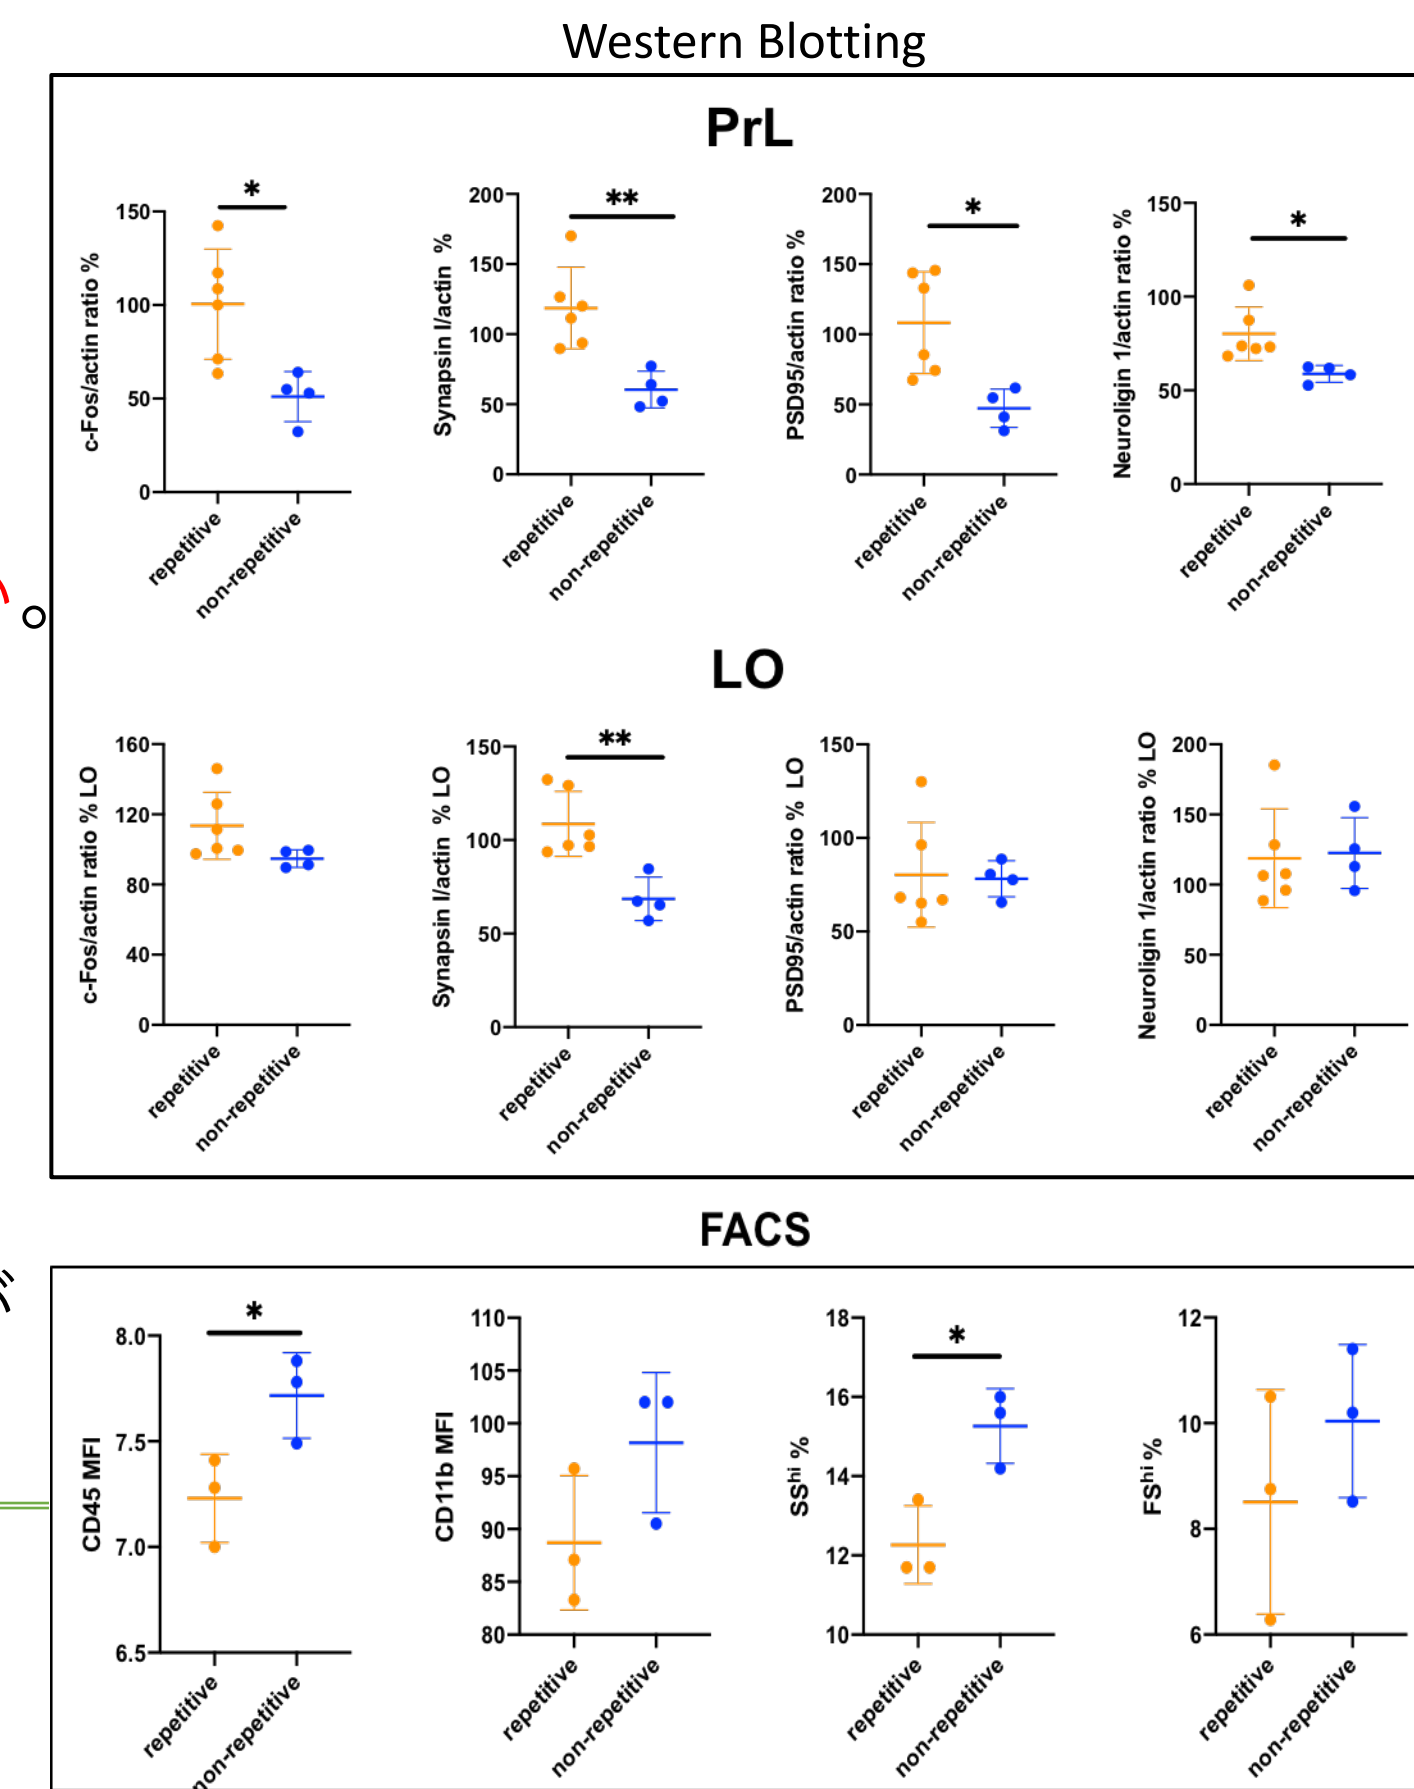 Western Blotting
PrL
c-Fos/actin ratio %
150
100
50
0
*
repetitive
non-repetitive
Synapsin I/actin %
200
150
100
50
0
**
repetitive
non-repetitive
PSD95/actin ratio %
200
150
100
50
0
*
repetitive
non-repetitive
Neuroligin 1/actin ratio %
150
100
50
0
*
repetitive
non-repetitive
。
LO
c-Fos/actin ratio % LO
160
120
80
40
0
repetitive
non-repetitive
Synapsin I/actin % LO
150
100
50
0
**
repetitive
non-repetitive
PSD95/actin ratio % LO
150
100
50
0
repetitive
non-repetitive
Neuroligin 1/actin ratio % LO
200
150
100
50
0
repetitive
non-repetitive
FACS
CD45 MFI
8.0
7.5
7.0
6.5
*
repetitive
non-repetitive
CD11b MFI
110
105
100
95
90
85
80
repetitive
non-repetitive
SShi %
18
16
14
12
10
*
repetitive
non-repetitive
FShi %
12
10
8
6
repetitive
non-repetitive